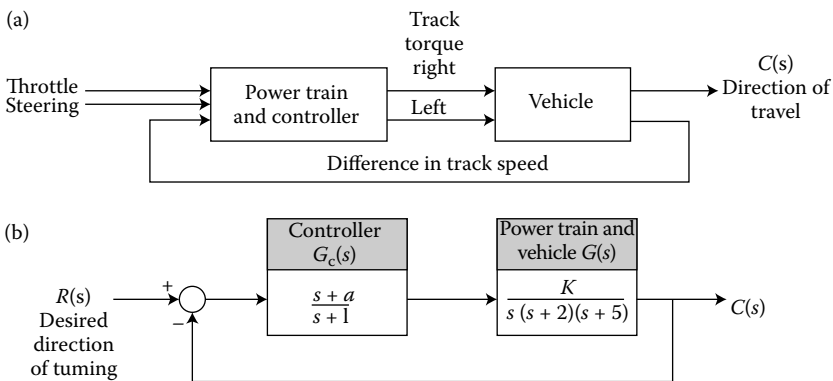 (a)
Throttle
Steering
Power train
and controller
Track
torque
right
Left
Vehicle
C(s)
Direction of
travel
Difference in track speed
(b)
R(s)
Desired
direction
of tuming
+
−
Controller
Gc(s)
s + a
s + 1
Power train and
vehicle G(s)
K
s (s + 2)(s + 5)
C(s)